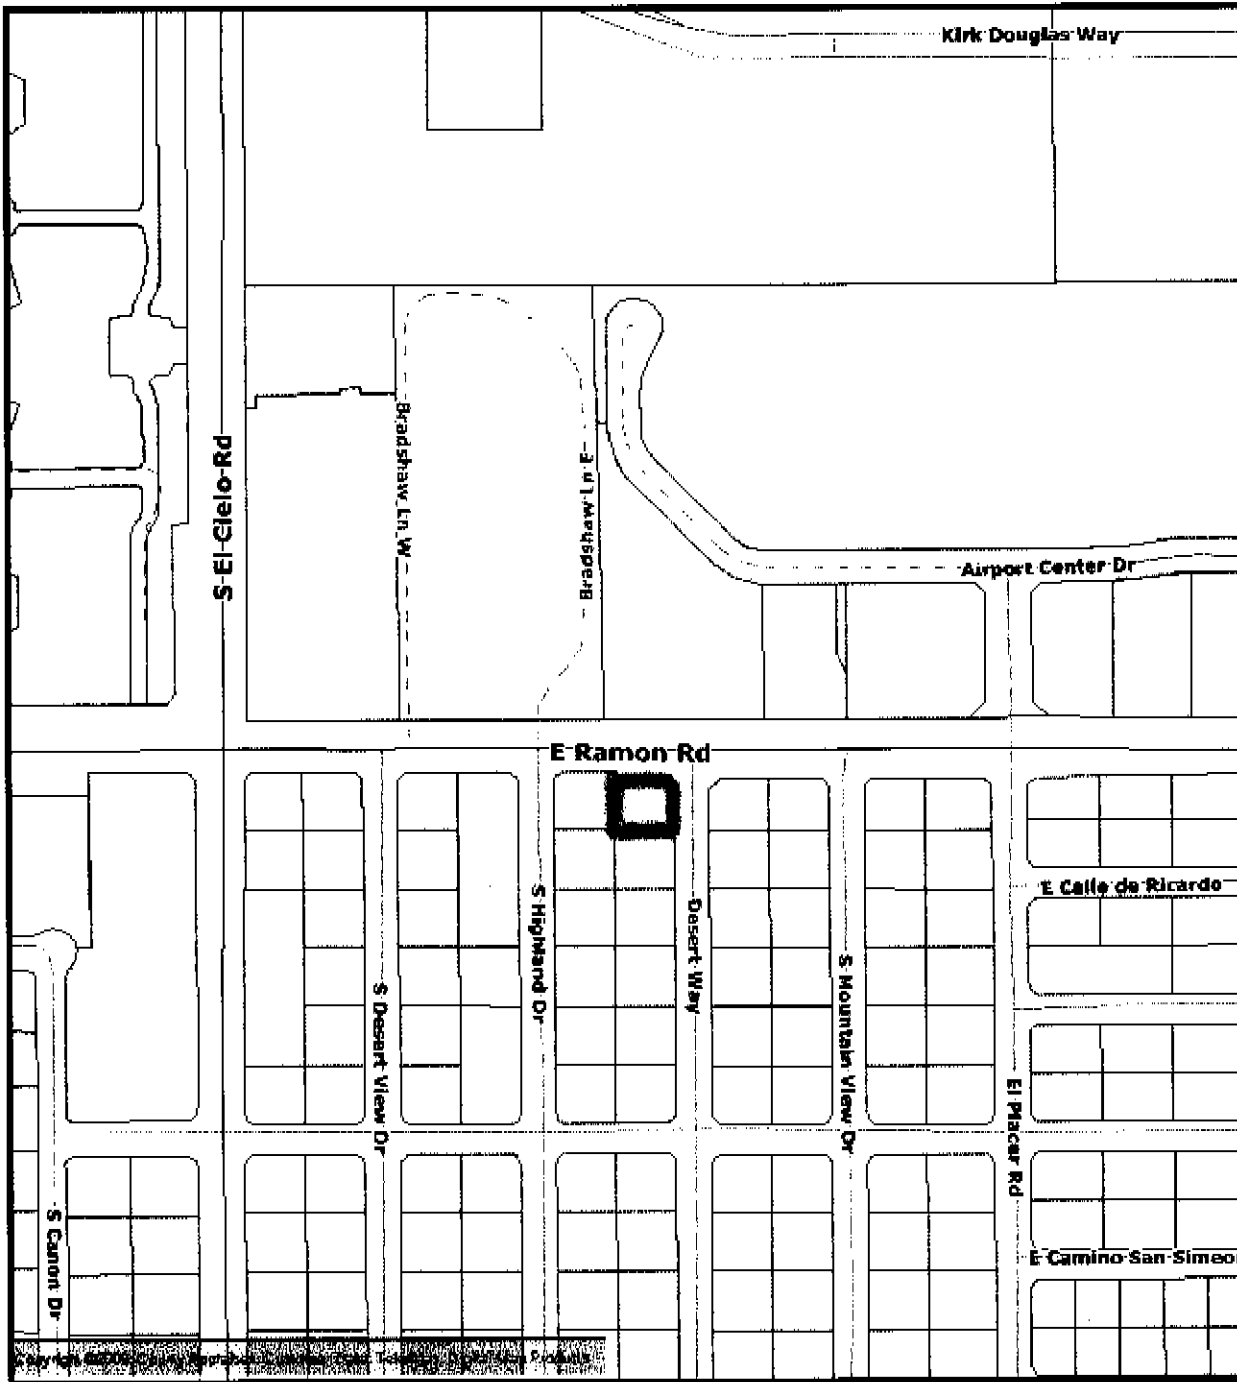 Kirk Douglas Way
S El Cielo Rd
Bradshaw Ln W
Bradshaw Ln E
Airport Center Dr
E Ramon Rd
E Calle de Ricardo
S Highland Dr
Desert Way
S Mountain View Dr
S Desert View Dr
El Placer Rd
S Canon Dr
E Camino San Simeon
Copyright